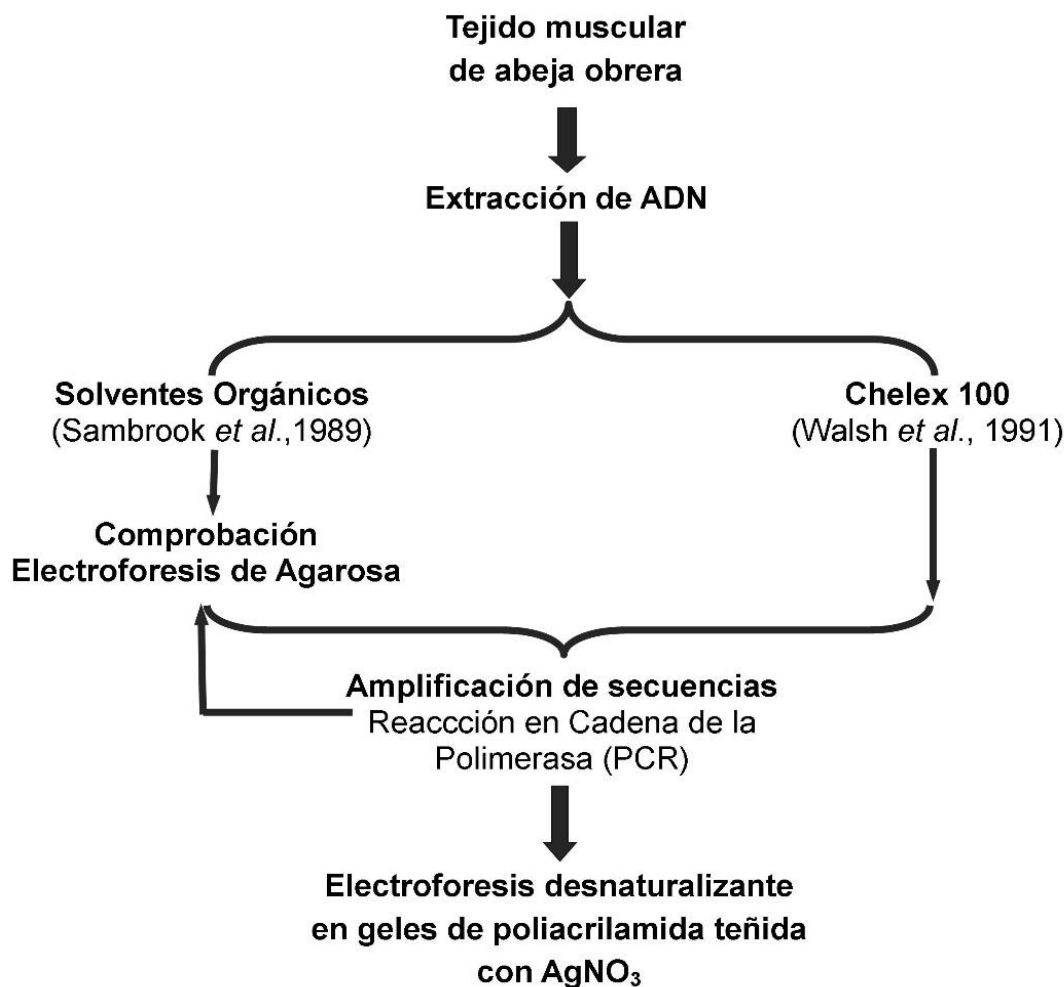 Tejido muscular
de abeja obrera
Extracción de ADN
Solventes Orgánicos
(Sambrook et al.,1989)
Chelex 100
(Walsh et al., 1991)
Comprobación
Electroforesis de Agarosa
Amplificación de secuencias
Reaccción en Cadena de la
Polimerasa (PCR)
Electroforesis desnaturalizante
en geles de poliacrilamida teñida
con AgNO₃